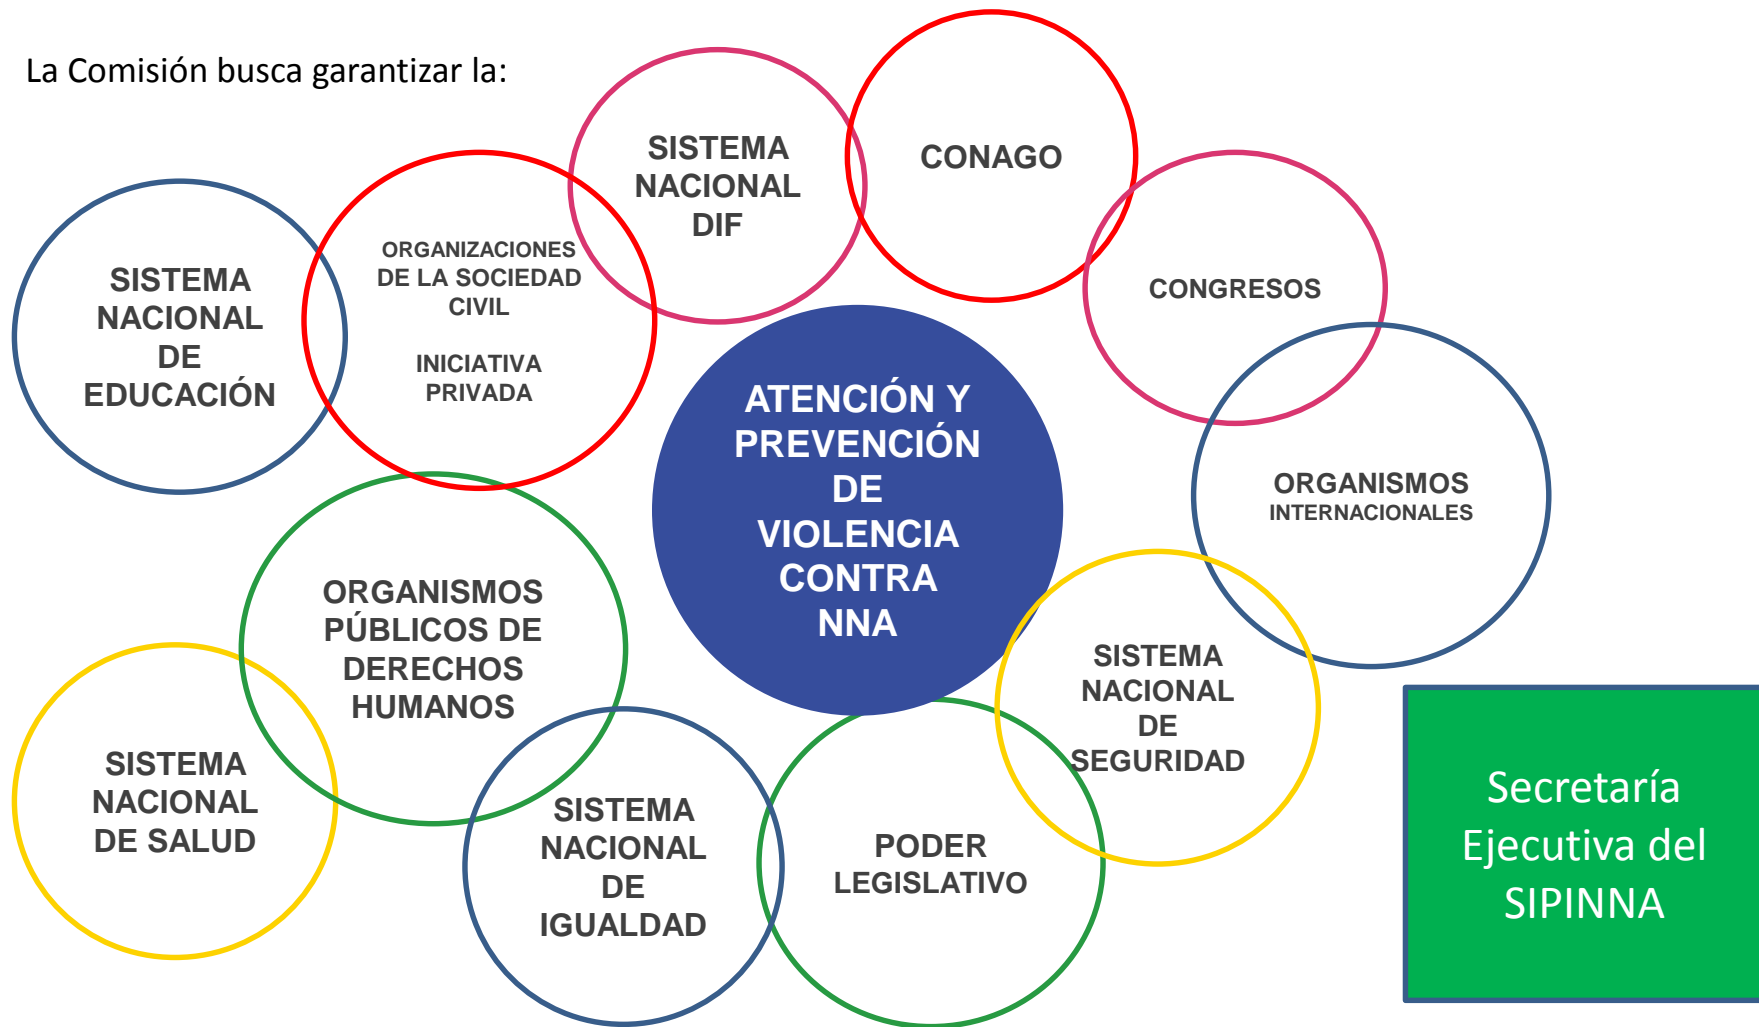 La Comisión busca garantizar la:
SISTEMA
NACIONAL
DIF
CONAGO
CONGRESOS
ORGANIZACIONES
DE LA SOCIEDAD
CIVIL
INICIATIVA
PRIVADA
SISTEMA
NACIONAL
DE
EDUCACIÓN
ATENCIÓN Y
PREVENCIÓN
DE
VIOLENCIA
CONTRA
NNA
ORGANISMOS
INTERNACIONALES
ORGANISMOS
PÚBLICOS DE
DERECHOS
HUMANOS
SISTEMA
NACIONAL
DE
SEGURIDAD
SISTEMA
NACIONAL
DE SALUD
SISTEMA
NACIONAL
DE
IGUALDAD
PODER
LEGISLATIVO
Secretaría
Ejecutiva del
SIPINNA